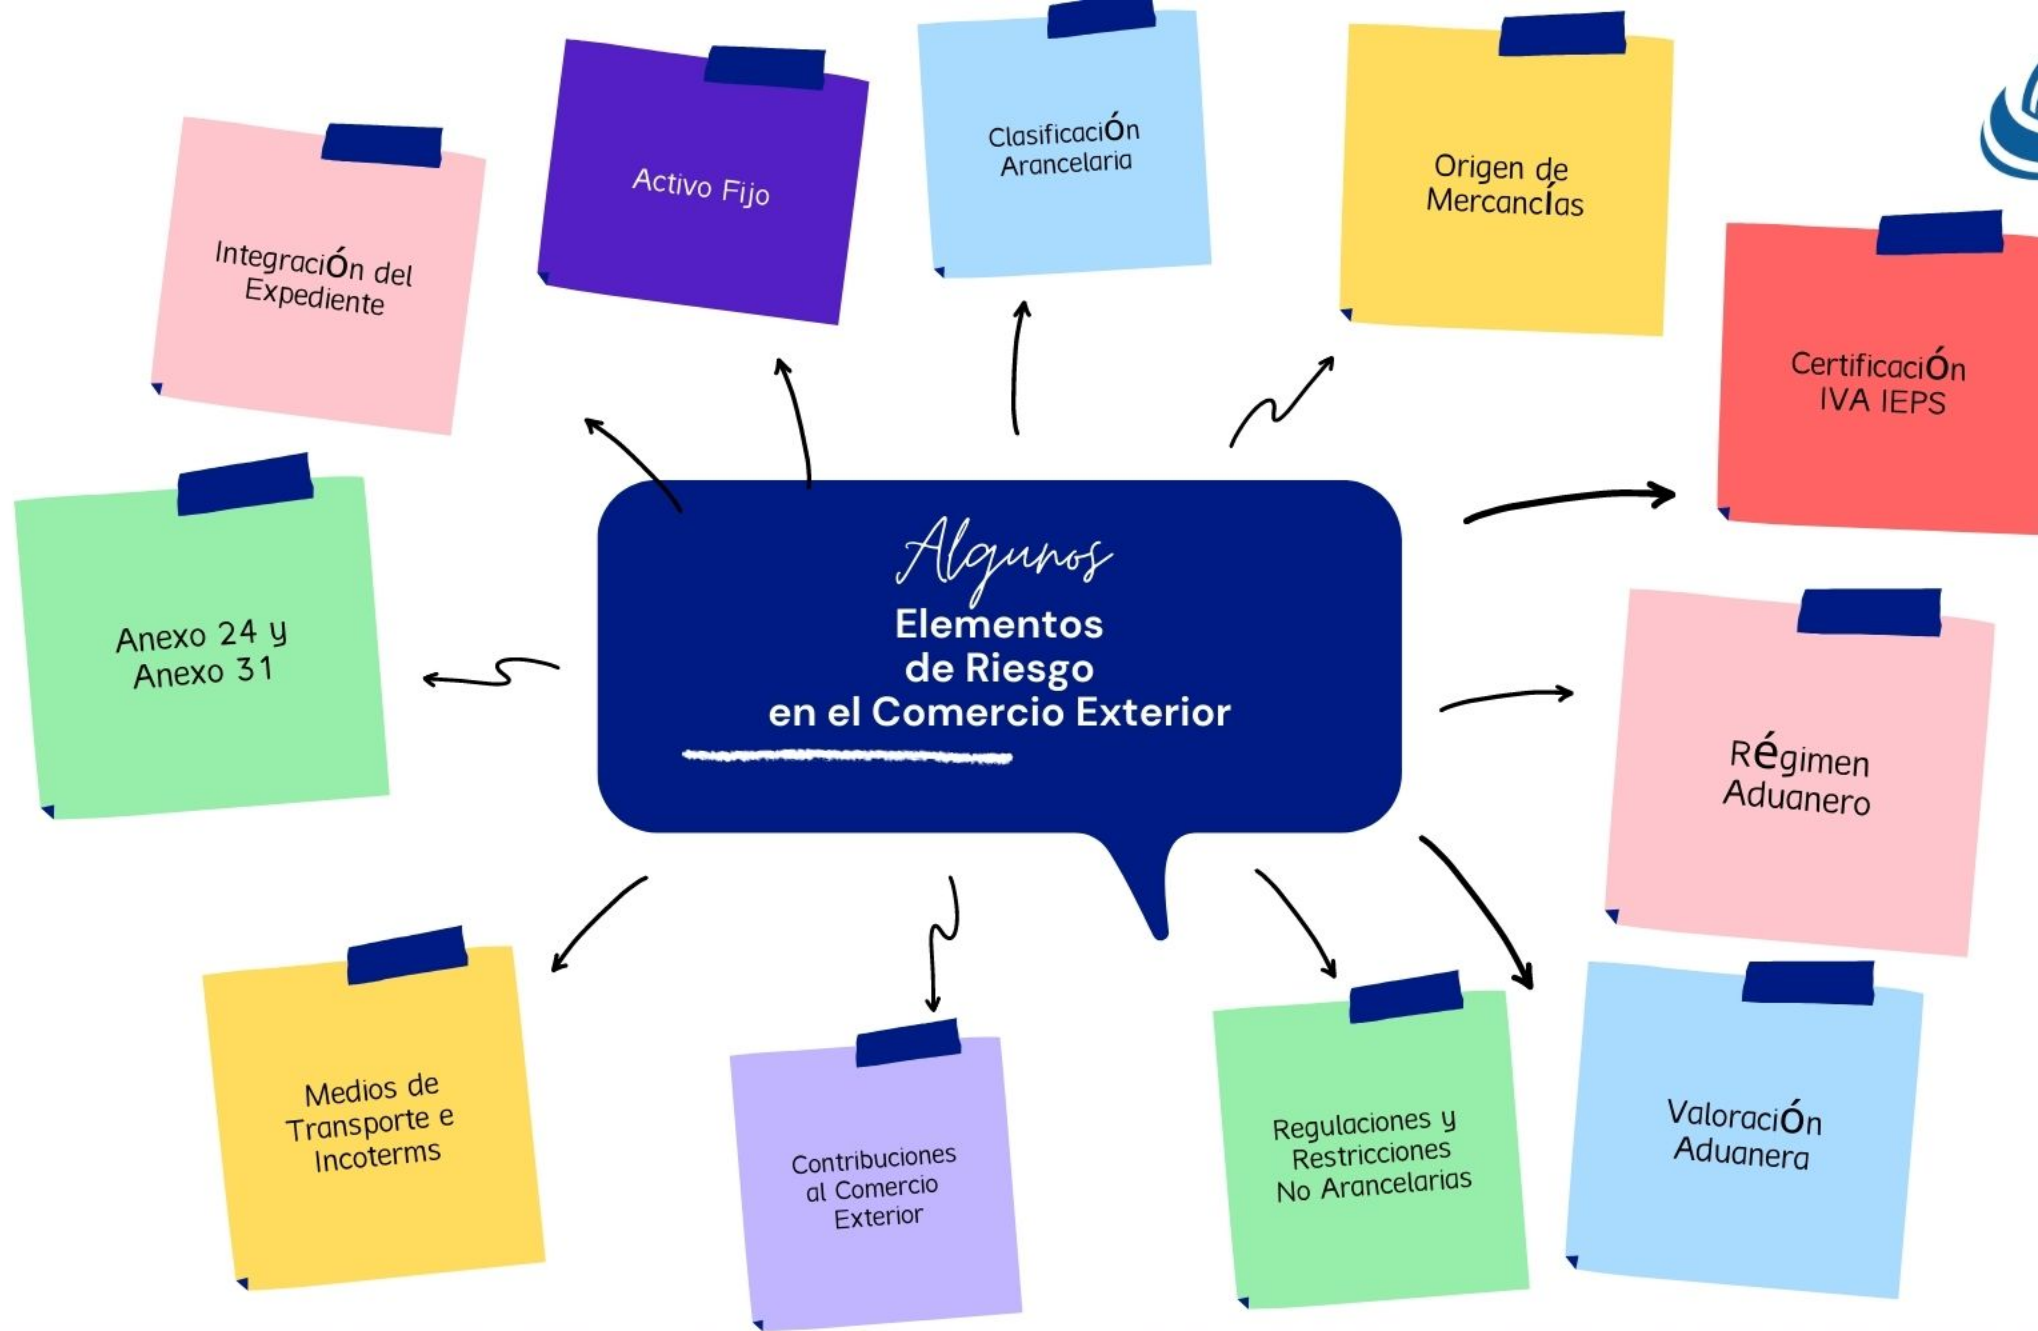 Integración del
Expediente
Activo Fijo
Clasificación
Arancelaria
Origen de
Mercancías
Certificación
IVA IEPS
Anexo 24 y
Anexo 31
Algunos
Elementos
de Riesgo
en el Comercio Exterior
Régimen
Aduanero
Medios de
Transporte e
Incoterms
Contribuciones
al Comercio
Exterior
Regulaciones y
Restricciones
No Arancelarias
Valoración
Aduanera